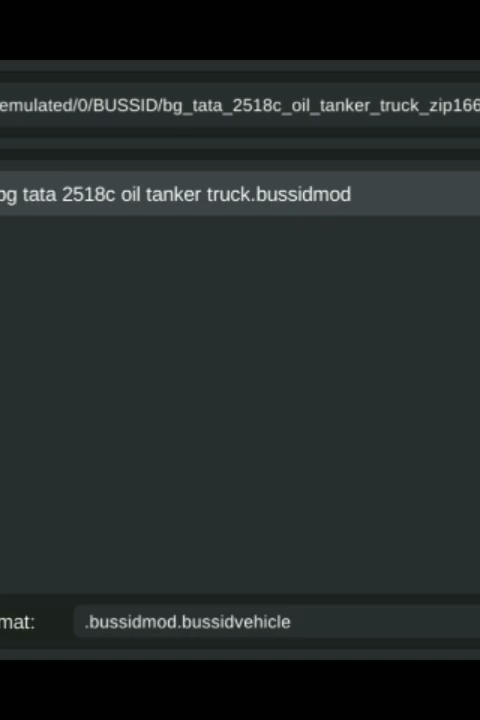 emulated/0/BUSSID/bg_tata_2518c_oil_tanker_truck_zip166
bg tata 2518c oil tanker truck.bussidmod
mat:
.bussidmod.bussidvehicle